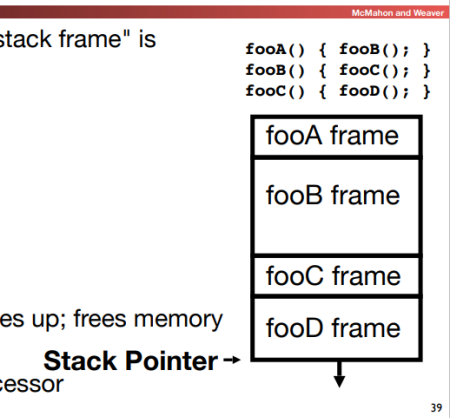 McMahon and Weaver
stack frame" is
fooA() { fooB(); }
fooB() { fooC(); }
fooC() { fooD(); }
fooA frame
fooB frame
fooC frame
fooD frame
es up; frees memory
Stack Pointer
cessor
39